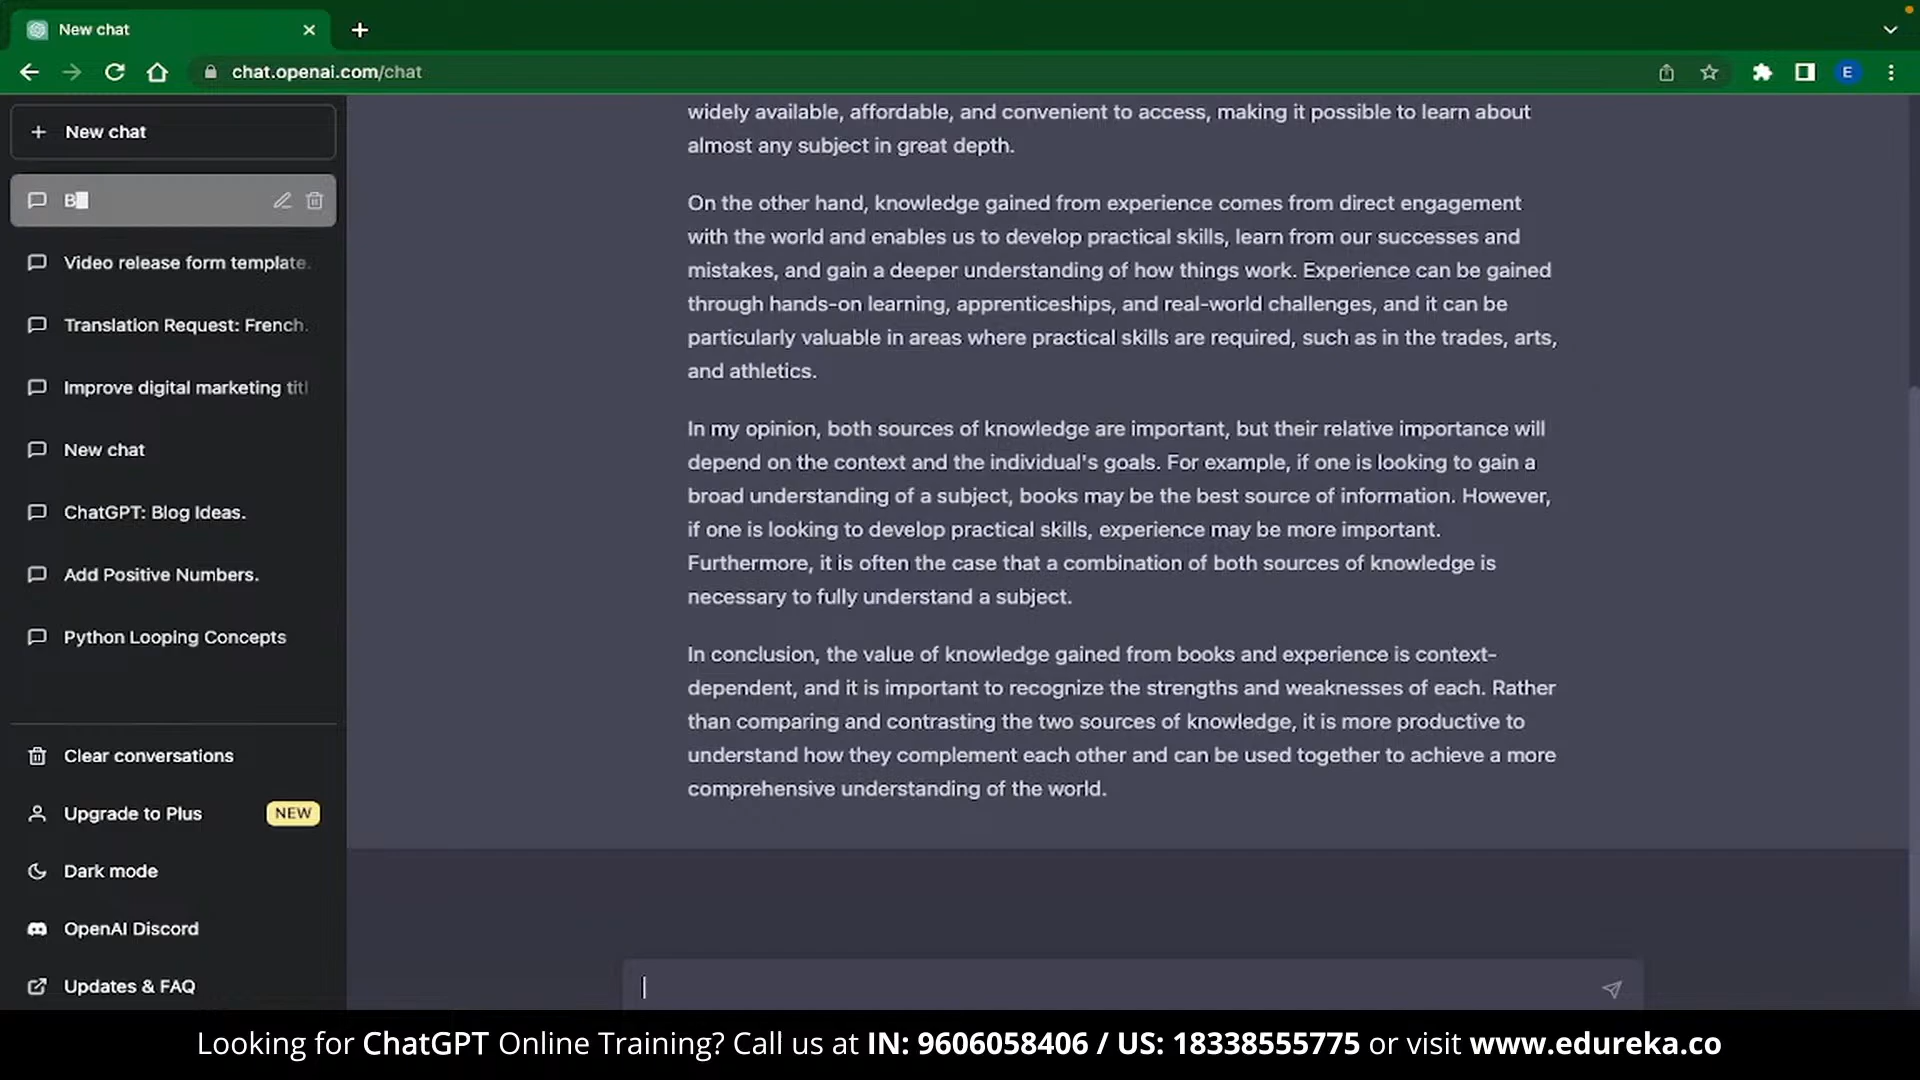 New chat
chat.openai.com/chat
E
New chat
B
Video release form template.
Translation Request: French.
Improve digital marketing titl
New chat
ChatGPT: Blog Ideas.
Add Positive Numbers.
Python Looping Concepts
Clear conversations
Upgrade to Plus NEW
Dark mode
OpenAI Discord
Updates & FAQ
widely available, affordable, and convenient to access, making it possible to learn about
almost any subject in great depth.
On the other hand, knowledge gained from experience comes from direct engagement
with the world and enables us to develop practical skills, learn from our successes and
mistakes, and gain a deeper understanding of how things work. Experience can be gained
through hands-on learning, apprenticeships, and real-world challenges, and it can be
particularly valuable in areas where practical skills are required, such as in the trades, arts,
and athletics.
In my opinion, both sources of knowledge are important, but their relative importance will
depend on the context and the individual's goals. For example, if one is looking to gain a
broad understanding of a subject, books may be the best source of information. However,
if one is looking to develop practical skills, experience may be more important.
Furthermore, it is often the case that a combination of both sources of knowledge is
necessary to fully understand a subject.
In conclusion, the value of knowledge gained from books and experience is context-
dependent, and it is important to recognize the strengths and weaknesses of each. Rather
than comparing and contrasting the two sources of knowledge, it is more productive to
understand how they complement each other and can be used together to achieve a more
comprehensive understanding of the world.
Looking for ChatGPT Online Training? Call us at IN: 9606058406 / US: 18338555775 or visit www.edureka.co